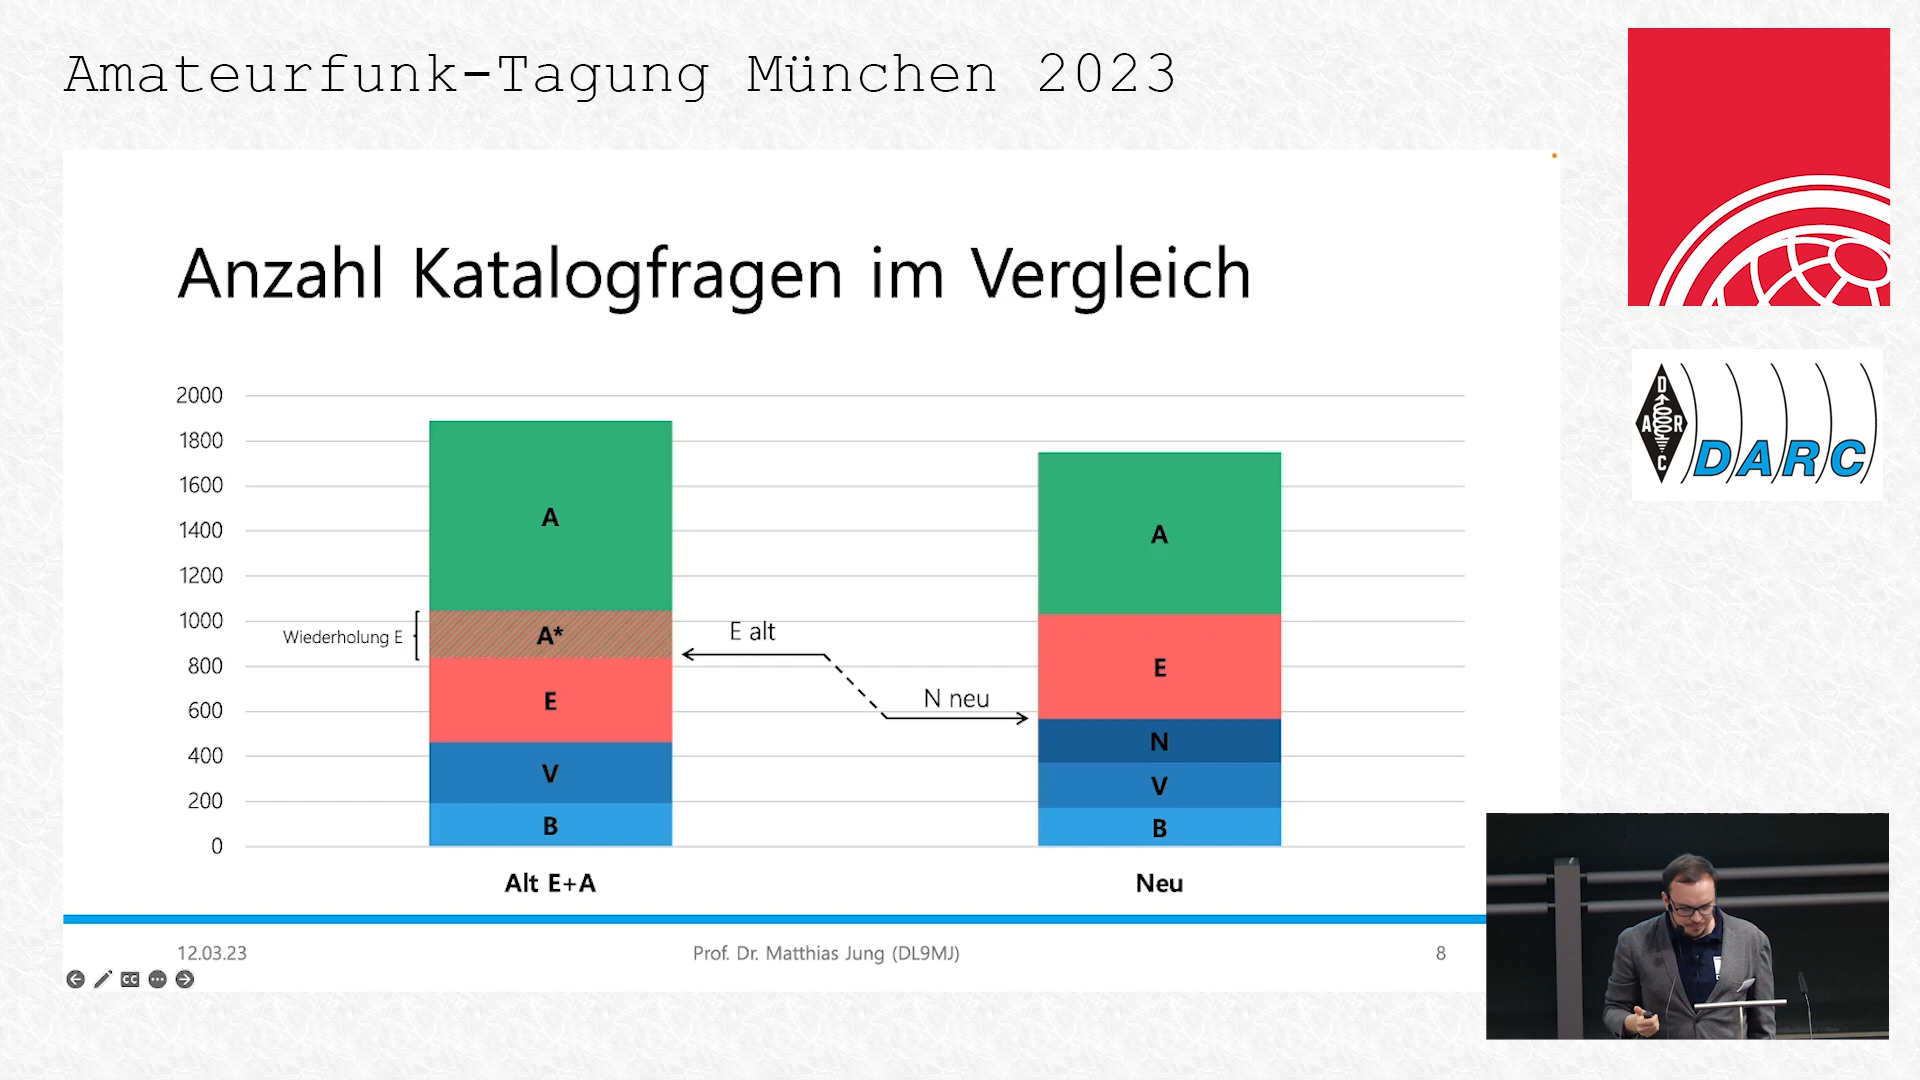 Amateurfunk-Tagung München 2023
Anzahl Katalogfragen im Vergleich
2000
1800
1600
1400
1200
1000
800
600
400
200
0
Wiederholung E
A
A*
E
V
B
E alt
N neu
A
E
N
V
B
Alt E+A
Neu
12.03.23
Prof. Dr. Matthias Jung (DL9MJ)
8
CC
D
A R
C
DARC